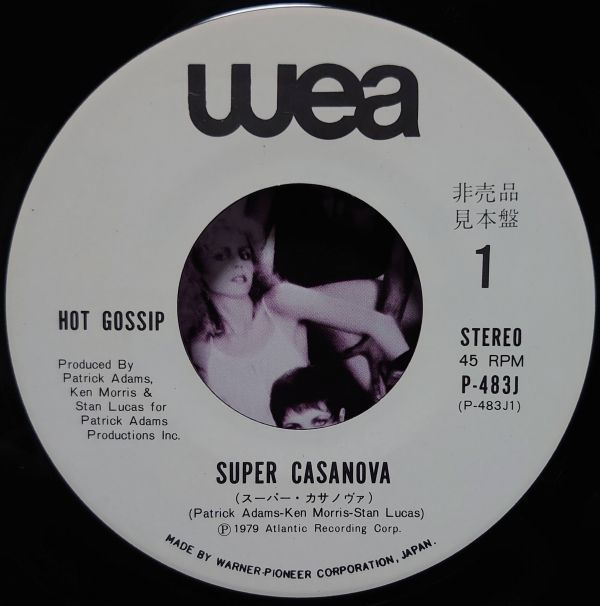 wea
非売品
見本盤
1
HOT GOSSIP
STEREO
45 RPM
P-483J
(P-483J1)
Produced By
Patrick Adams,
Ken Morris &
Stan Lucas for
Patrick Adams
Productions Inc.
SUPER CASANOVA
(スーパー・カサノヴァ)
(Patrick Adams-Ken Morris-Stan Lucas)
Ⓟ1979 Atlantic Recording Corp.
MADE BY WARNER-PIONEER CORPORATION, JAPAN.